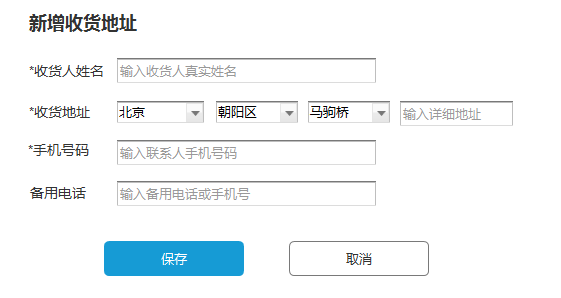 新增收货地址
*收货人姓名 输入收货人真实姓名
*收货地址 北京 朝阳区 马驹桥 输入详细地址
*手机号码 输入联系人手机号码
备用电话 输入备用电话或手机号
保存 取消